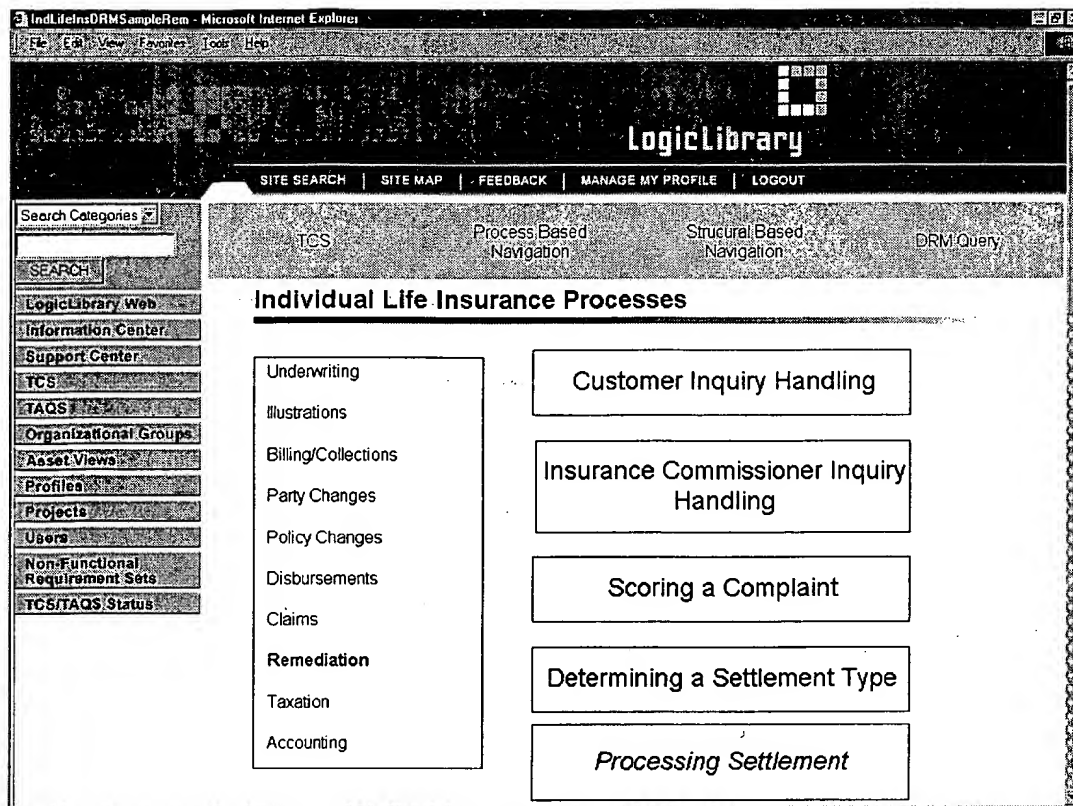 IndLifeInsDRMSampleRem - Microsoft Internet Explorer
File Edit View Favorites Tools Help
LogicLibrary
SITE SEARCH | SITE MAP | FEEDBACK | MANAGE MY PROFILE | LOGOUT
Search Categories
SEARCH
TCS
Process Based
Navigation
Strucural Based
Navigation
DRM Query
LogicLibrary Web
Information Center
Support Center
TCS
TAQS
Organizational Groups
Asset Views
Profiles
Projects
Users
Non-Functional
Requirement Sets
TCS/TAQS Status
Individual Life Insurance Processes
Underwriting
Illustrations
Billing/Collections
Party Changes
Policy Changes
Disbursements
Claims
Remediation
Taxation
Accounting
Customer Inquiry Handling
Insurance Commissioner Inquiry
Handling
Scoring a Complaint
Determining a Settlement Type
Processing Settlement